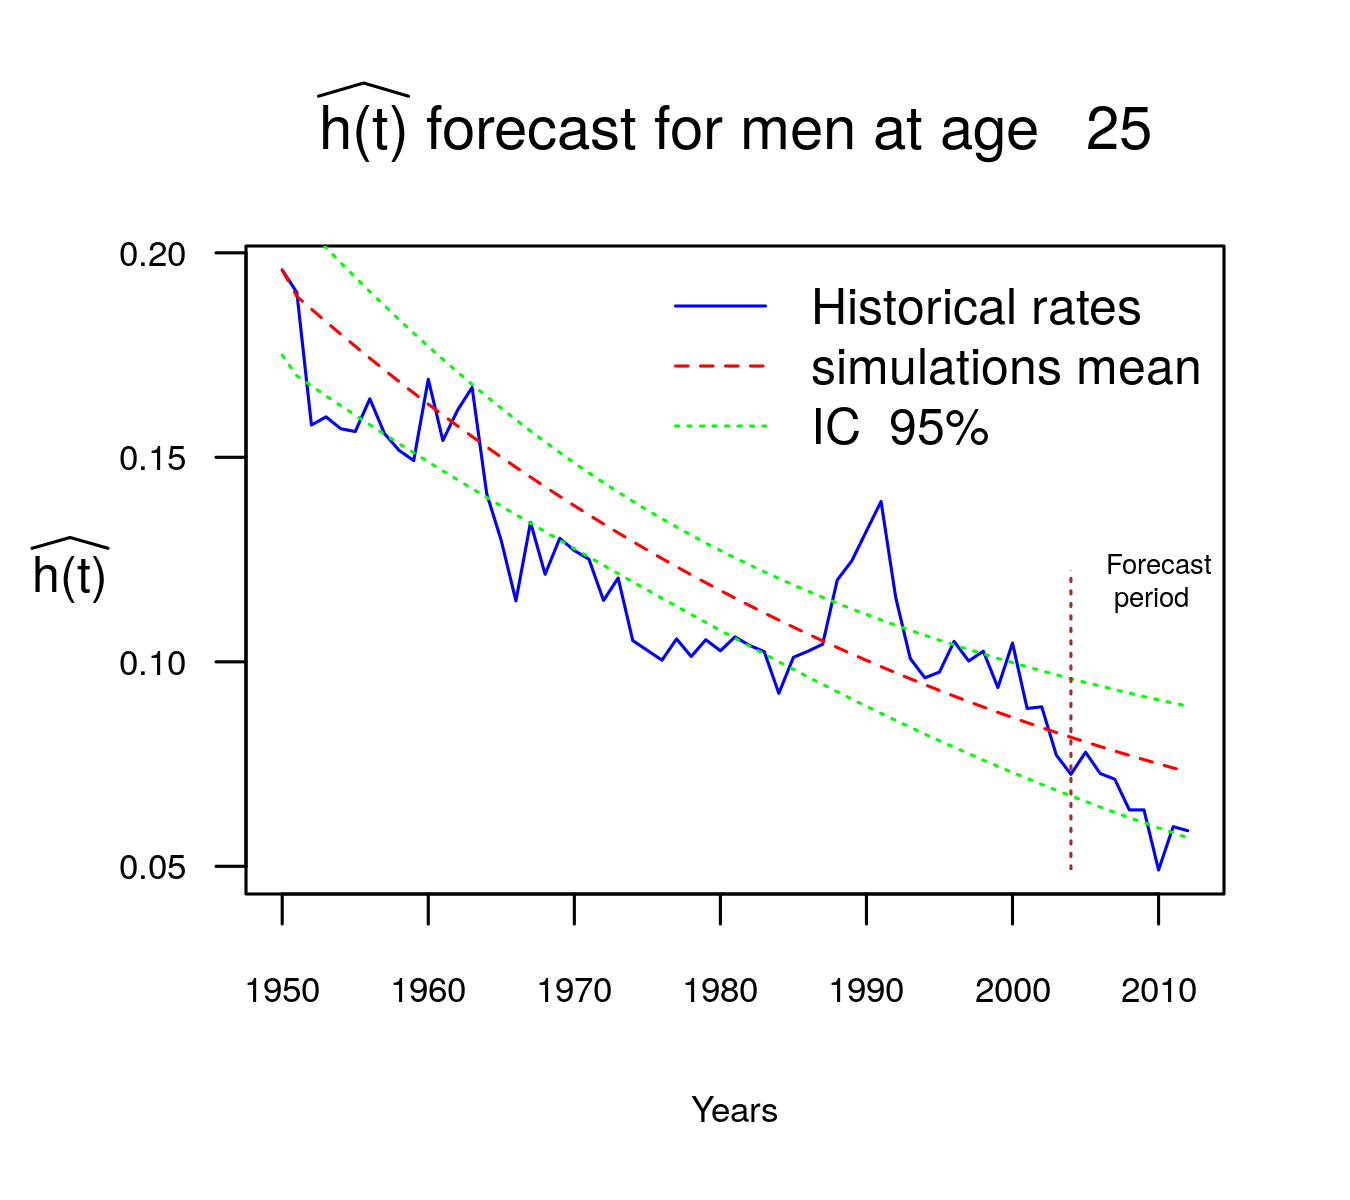 h(t) forecast for men at age 25
0.20
0.15
0.10
0.05
h(t)
Historical rates
simulations mean
IC 95%
Forecast
period
1950 1960 1970 1980 1990 2000 2010
Years